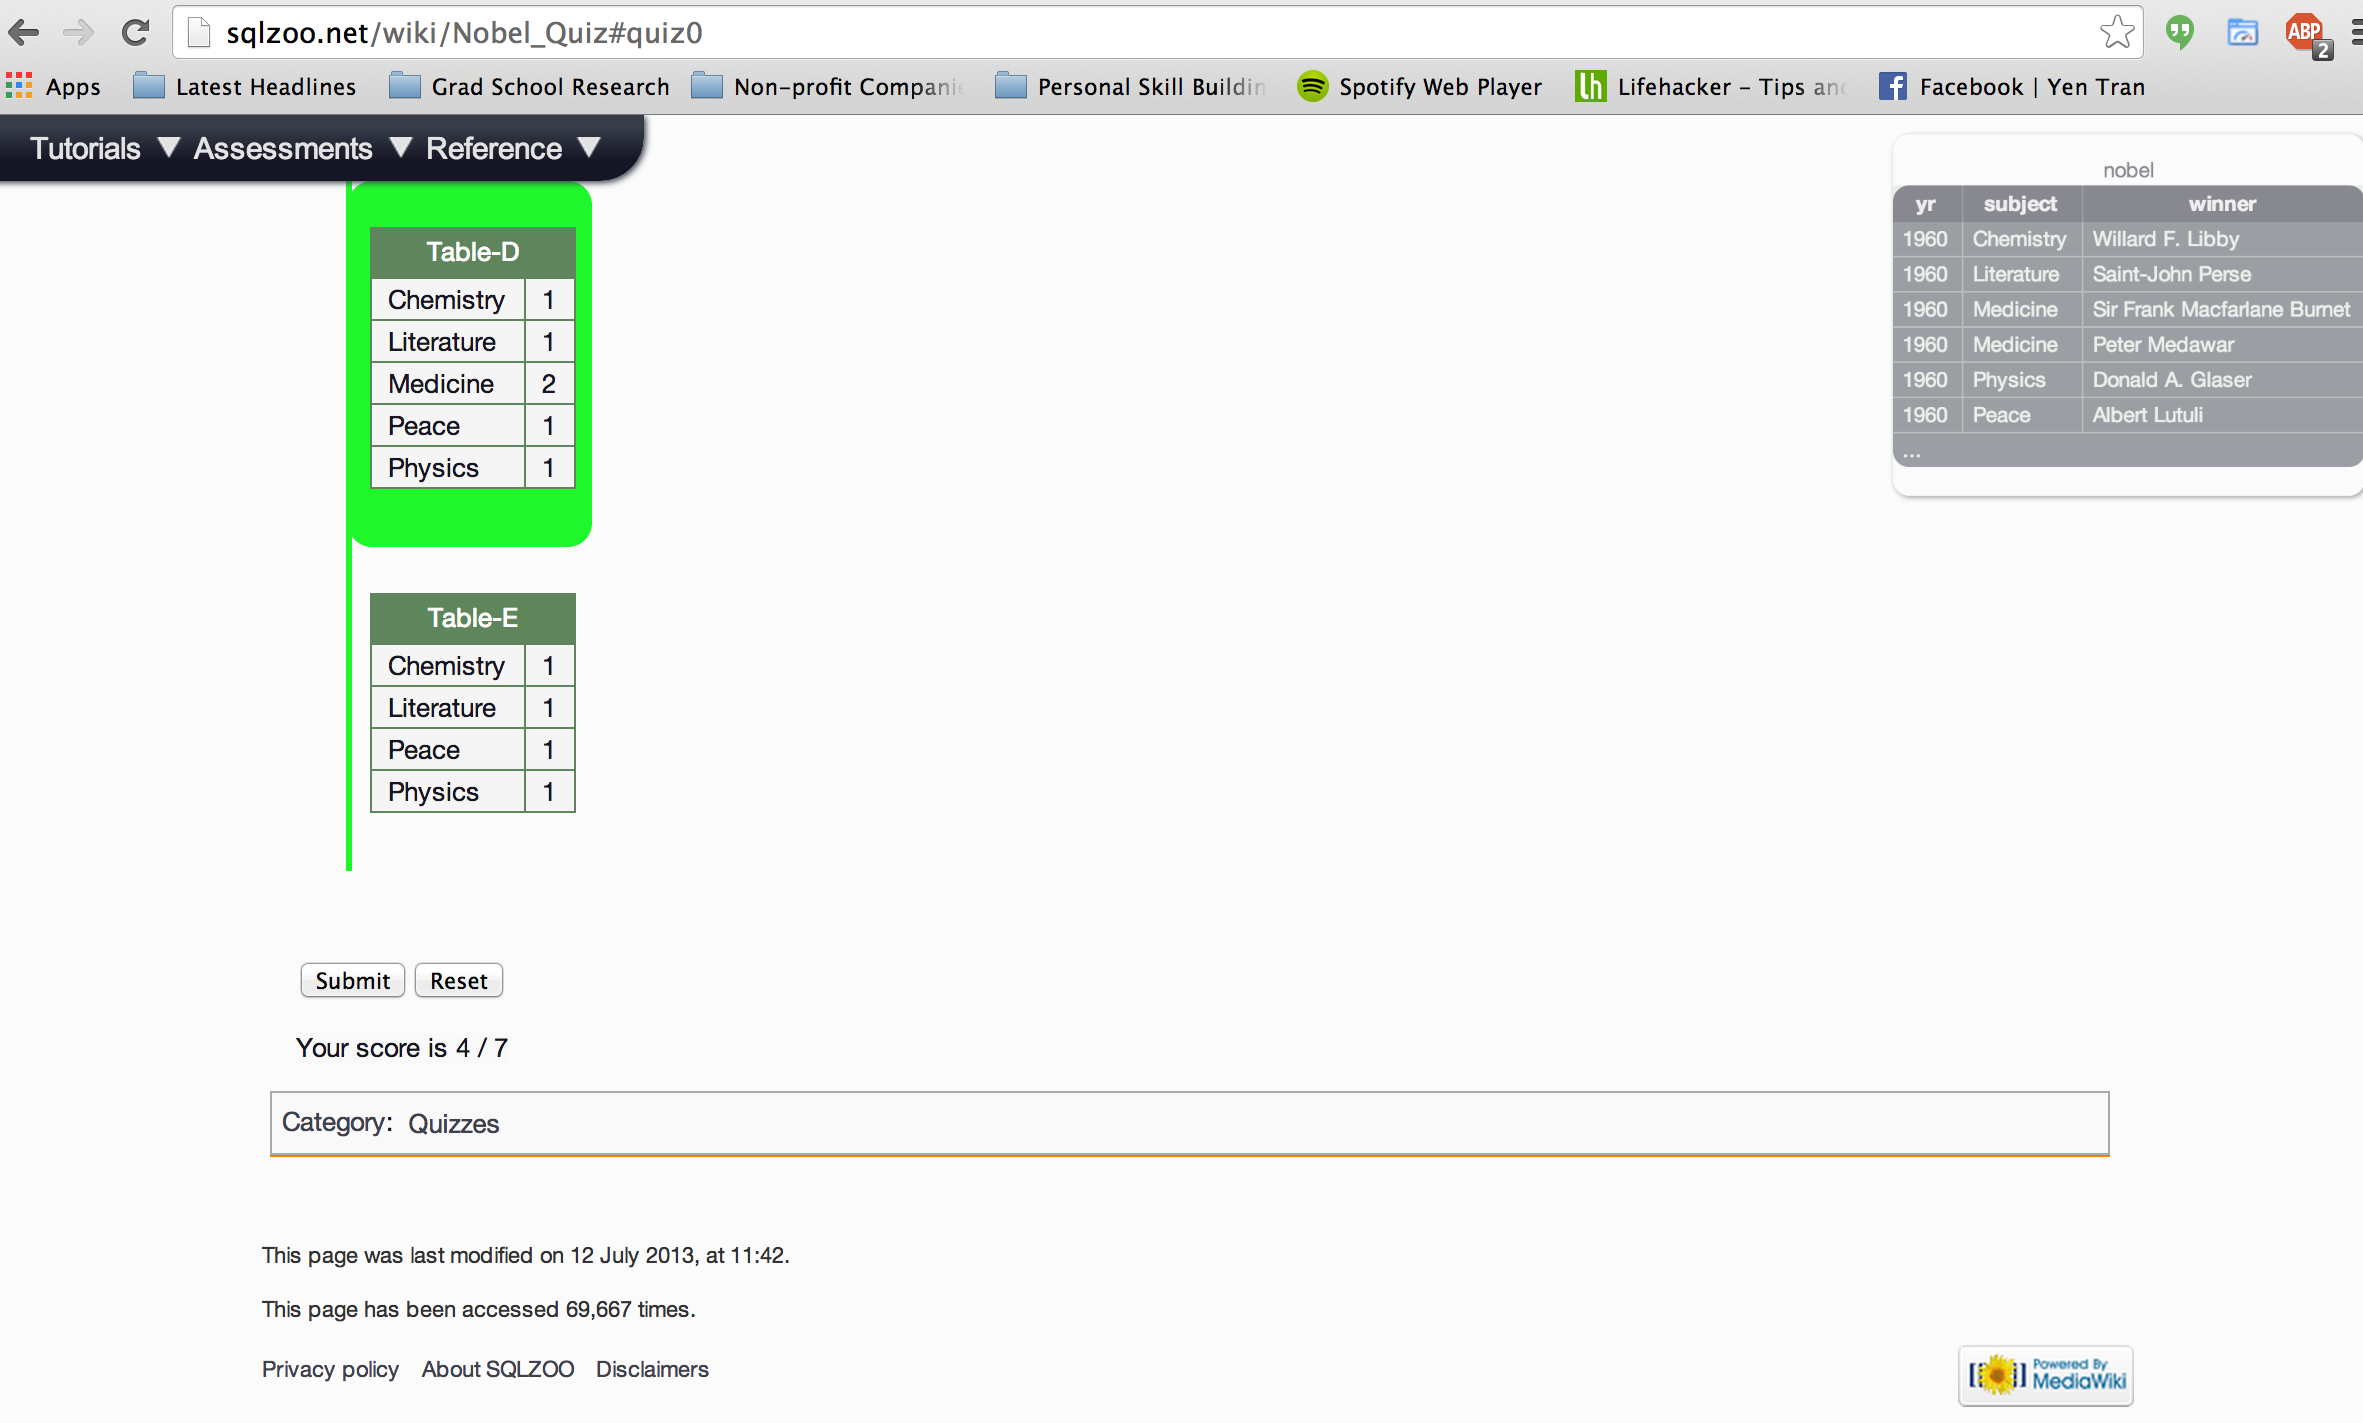 sqlzoo.net/wiki/Nobel_Quiz#quiz0
ABP 2
Apps Latest Headlines Grad School Research Non-profit Compani Personal Skill Buildin Spotify Web Player lh Lifehacker – Tips and Facebook | Yen Tran
Tutorials ▼ Assessments ▼ Reference ▼
Table-D
Chemistry 1
Literature 1
Medicine 2
Peace 1
Physics 1
Table-E
Chemistry 1
Literature 1
Peace 1
Physics 1
nobel
yr subject winner
1960 Chemistry Willard F. Libby
1960 Literature Saint-John Perse
1960 Medicine Sir Frank Macfarlane Burnet
1960 Medicine Peter Medawar
1960 Physics Donald A. Glaser
1960 Peace Albert Lutuli
...
Submit Reset
Your score is 4 / 7
Category: Quizzes
This page was last modified on 12 July 2013, at 11:42.
This page has been accessed 69,667 times.
Privacy policy About SQLZOO Disclaimers
Powered By
MediaWiki